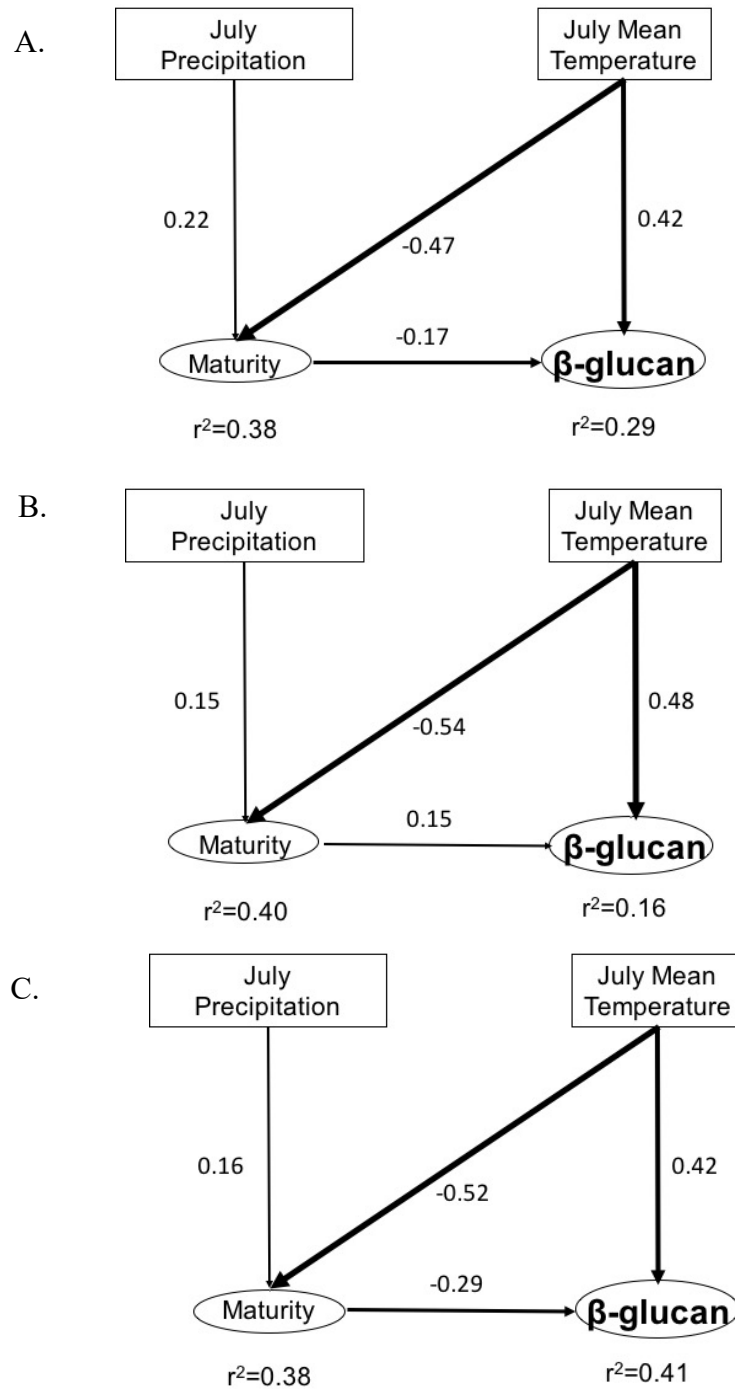 A.
July
Precipitation
July Mean
Temperature
0.22
-0.47
0.42
Maturity
-0.17
β-glucan
r²=0.38
r²=0.29
B.
July
Precipitation
July Mean
Temperature
0.15
-0.54
0.48
Maturity
0.15
β-glucan
r²=0.40
r²=0.16
C.
July
Precipitation
July Mean
Temperature
0.16
-0.52
0.42
Maturity
-0.29
β-glucan
r²=0.38
r²=0.41